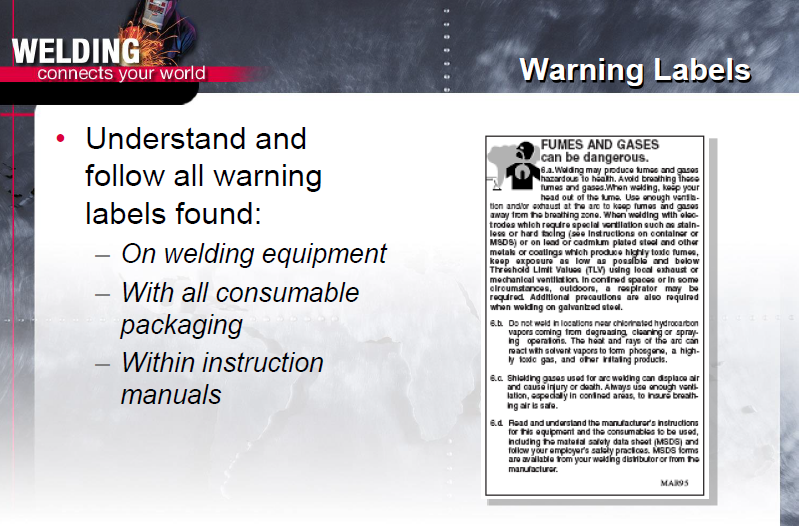 WELDING
connects your world
Warning Labels
• Understand and
follow all warning
labels found:
– On welding equipment
– With all consumable
packaging
– Within instruction
manuals
FUMES AND GASES
can be dangerous.
6.a.Welding may produce fumes and gases
hazardous to health. Avoid breathing these
fumes and gases.When welding, keep your
head out of the fume. Use enough ventila-
tion and/or exhaust at the arc to keep fumes and gases
away from the breathing zone. When welding with elec-
trodes which require special ventilation such as stain-
less or hard facing (see instructions on container or
MSDS) or on lead or cadmium plated steel and other
metals or coatings which produce highly toxic fumes,
keep exposure as low as possible and below
Threshold Limit Values (TLV) using local exhaust or
mechanical ventilation. In confined spaces or in some
circumstances, outdoors, a respirator may be
required. Additional precautions are also required
when welding on galvanized steel.
6.b. Do not weld in locations near chlorinated hydrocarbon
vapors coming from degreasing, cleaning or spray-
ing operations. The heat and rays of the arc can
react with solvent vapors to form phosgene, a high-
ly toxic gas, and other irritating products.
6.c. Shielding gases used for arc welding can displace air
and cause injury or death. Always use enough venti-
lation, especially in confined areas, to insure breath-
ing air is safe.
6.d. Read and understand the manufacturer's instructions
for this equipment and the consumables to be used,
including the material safety data sheet (MSDS) and
follow your employer's safety practices. MSDS forms
are available from your welding distributor or from the
manufacturer.
MAR95